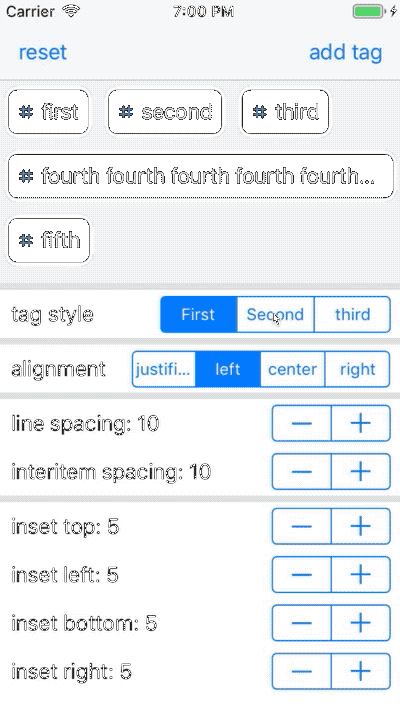 Carrier 7:00 PM
reset add tag
# first # second # third
# fourth fourth fourth fourth fourth...
# fifth
tag style First Second third
alignment justifi... left center right
line spacing: 10 − +
interitem spacing: 10 − +
inset top: 5 − +
inset left: 5 − +
inset bottom: 5 − +
inset right: 5 − +